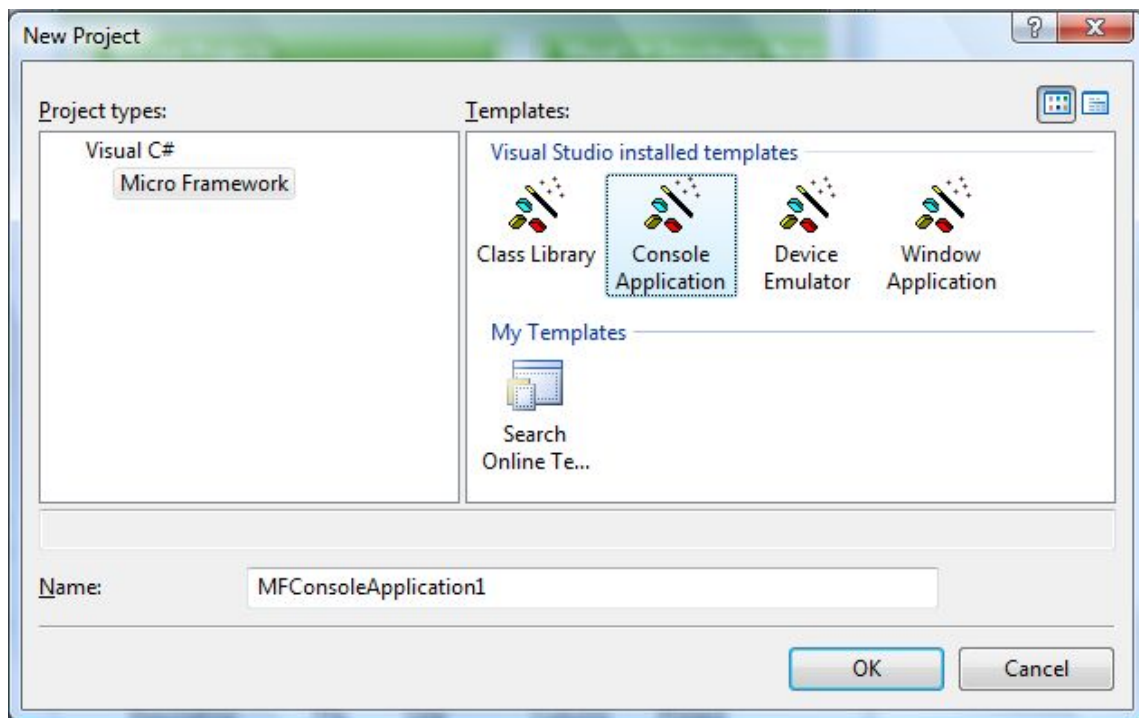 New Project
Project types:
Templates:
Visual C#
Micro Framework
Visual Studio installed templates
Class Library
Console
Application
Device
Emulator
Window
Application
My Templates
Search
Online Te...
Name:
MFConsoleApplication1
OK
Cancel